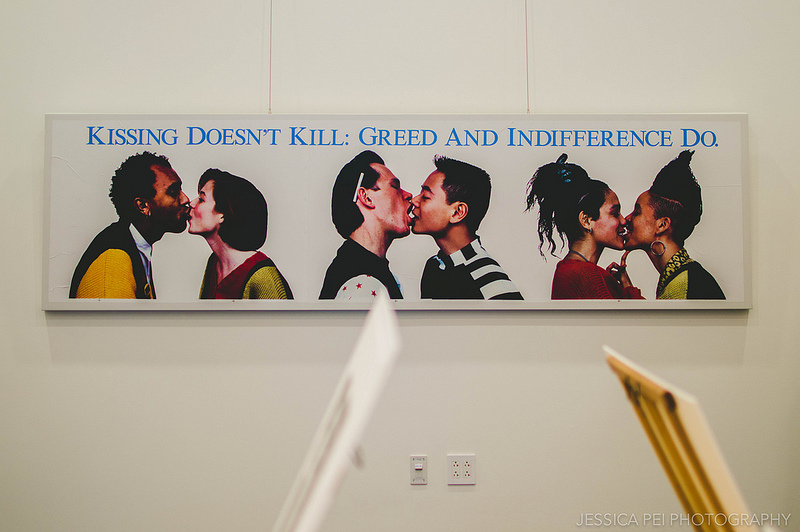 KISSING DOESN'T KILL: GREED AND INDIFFERENCE DO.
JESSICA PEI PHOTOGRAPHY